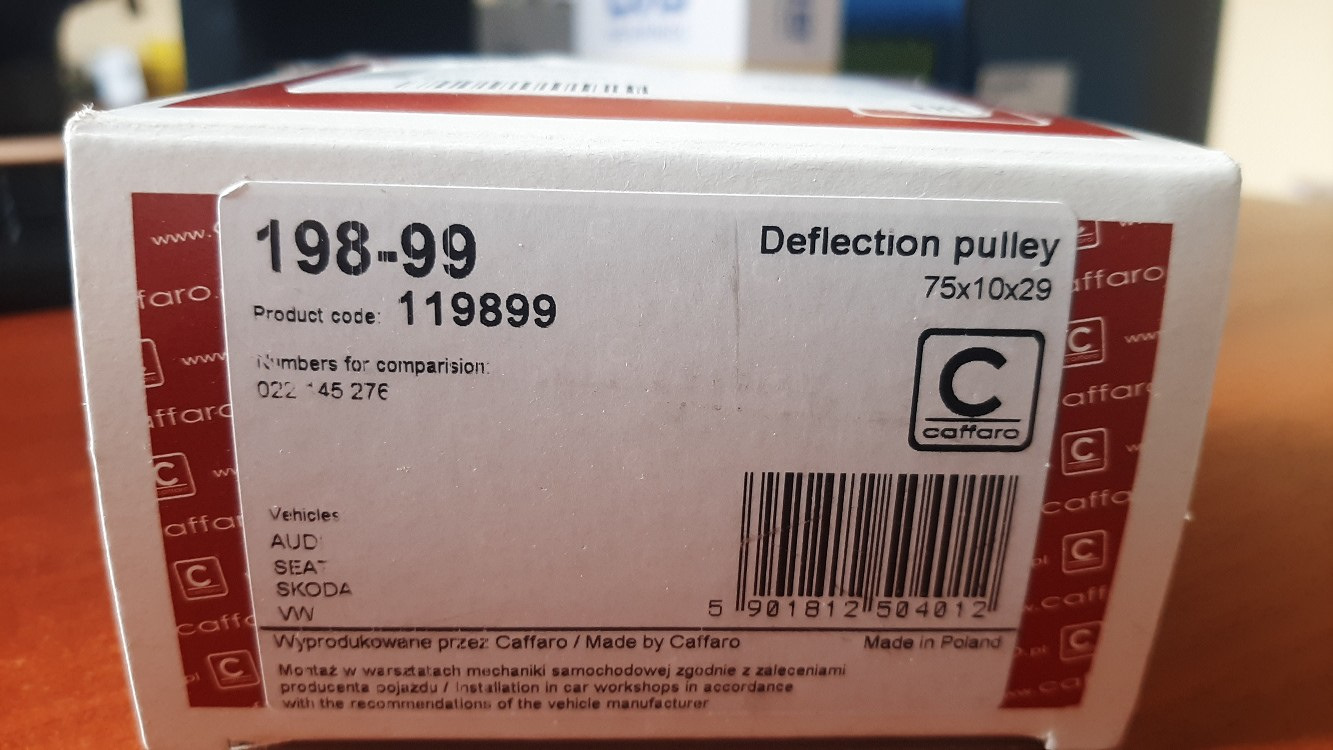 198-99
Deflection pulley
75x10x29
Product code: 119899
Numbers for comparision:
022 145 276
C
caffaro
Vehicles
AUDI
SEAT
SKODA
VW
5 901812 504012
Wyprodukowane przez Caffaro / Made by Caffaro
Made in Poland
Montaż w warsztatach mechaniki samochodowej zgodnie z zaleceniami
producenta pojazdu / Installation in car workshops in accordance
with the recommendations of the vehicle manufacturer